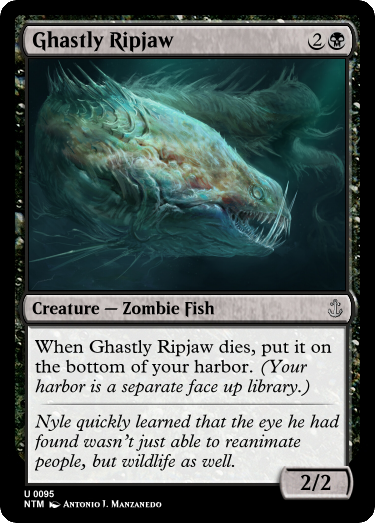 Ghastly Ripjaw 2
Creature — Zombie Fish
When Ghastly Ripjaw dies, put it on
the bottom of your harbor. (Your
harbor is a separate face up library.)
Nyle quickly learned that the eye he had
found wasn't just able to reanimate
people, but wildlife as well.
2/2
U 0095
NTM Antonio J. Manzanedo